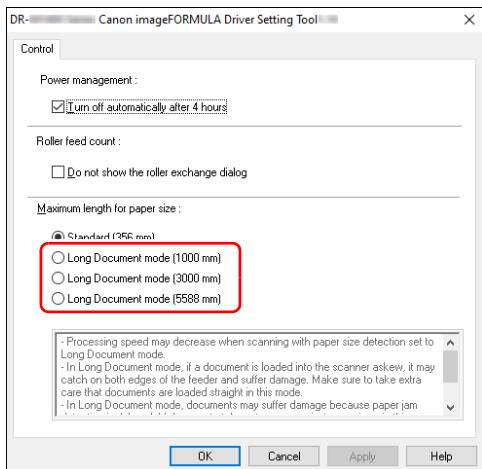 DR- Canon imageFORMULA Driver Setting Tool
Control
Power management :
Turn off automatically after 4 hours
Roller feed count :
Do not show the roller exchange dialog
Maximum length for paper size :
Standard (356 mm)
Long Document mode (1000 mm)
Long Document mode (3000 mm)
Long Document mode (5588 mm)
- Processing speed may decrease when scanning with paper size detection set to
Long Document mode.
- In Long Document mode, if a document is loaded into the scanner askew, it may
catch on both edges of the feeder and suffer damage. Make sure to take extra
care that documents are loaded straight in this mode.
- In Long Document mode, documents may suffer damage because paper jam
OK Cancel Apply Help